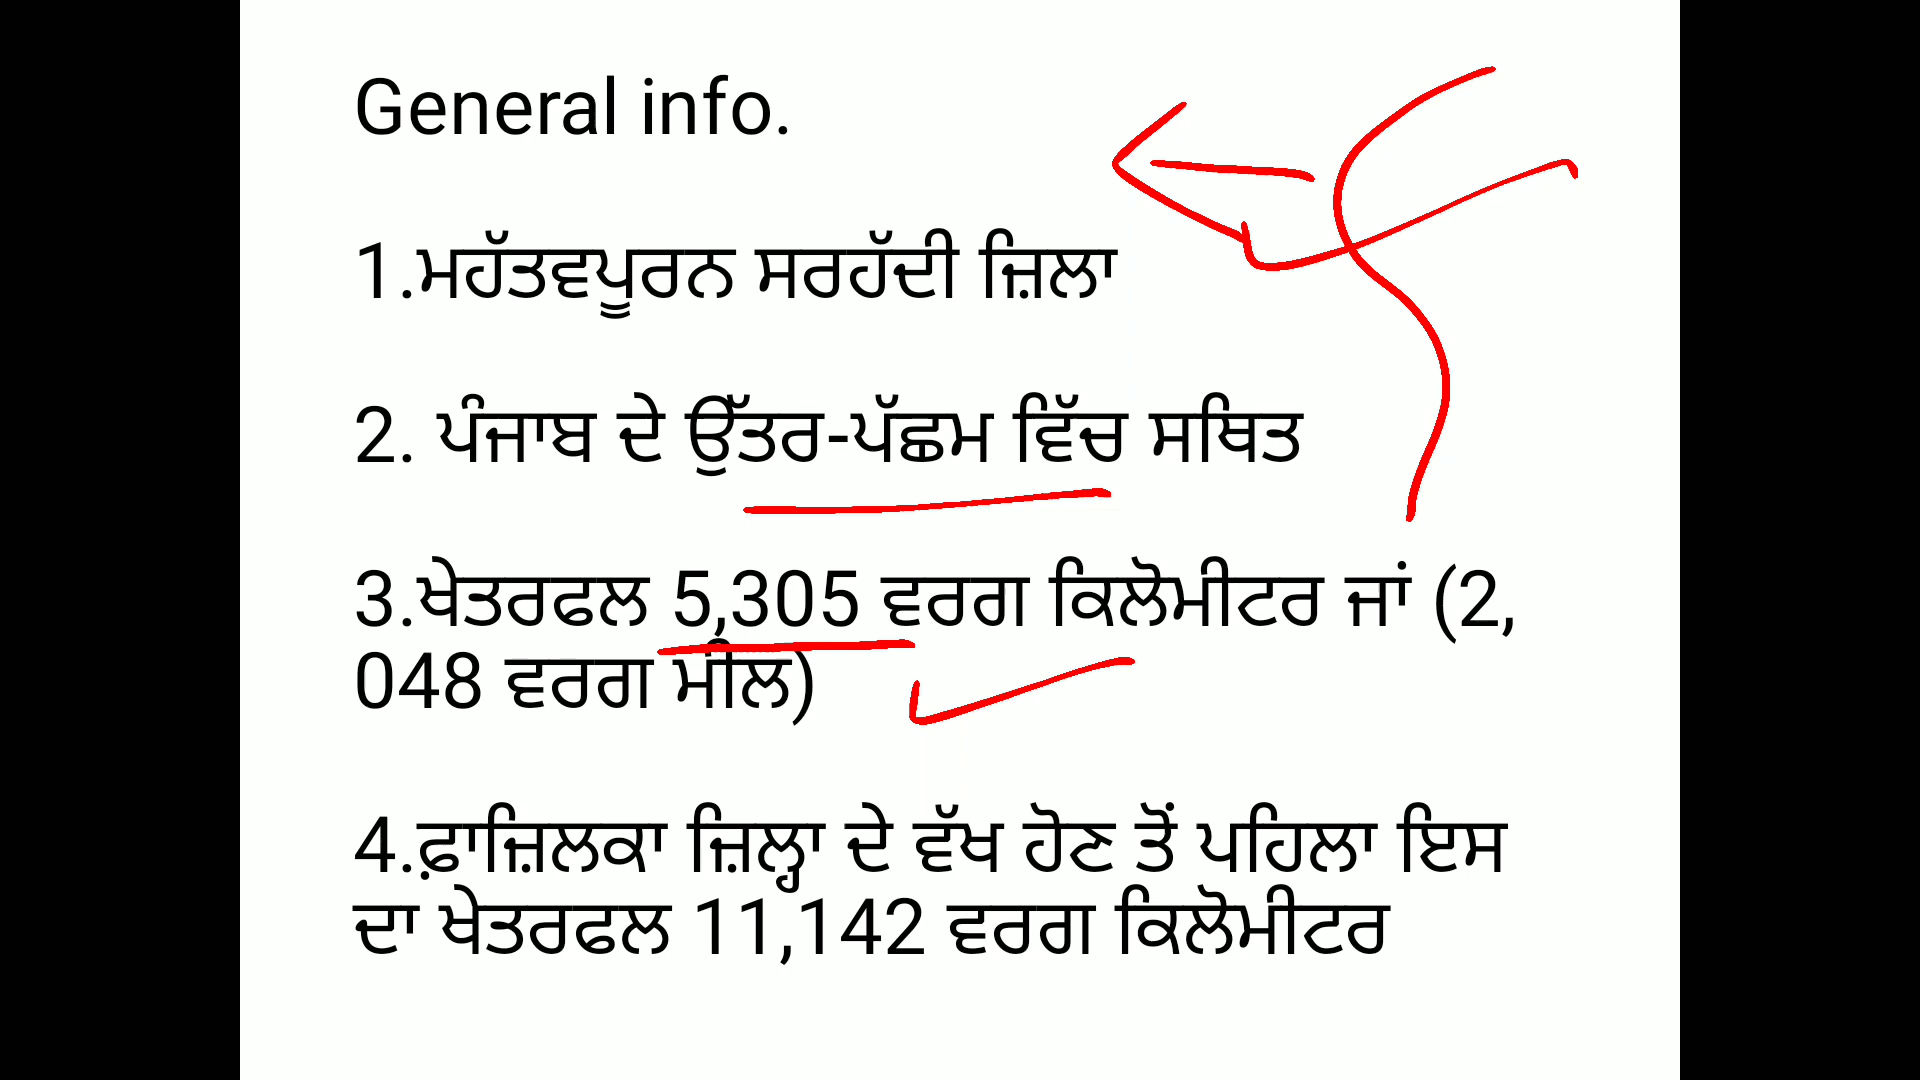 General info.
1.ਮਹੱਤਵਪੂਰਨ ਸਰਹੱਦੀ ਜ਼ਿਲਾ
2. ਪੰਜਾਬ ਦੇ ਉੱਤਰ-ਪੱਛਮ ਵਿੱਚ ਸਥਿਤ
3.ਖੇਤਰਫਲ 5,305 ਵਰਗ ਕਿਲੋਮੀਟਰ ਜਾਂ (2,
048 ਵਰਗ ਮੀਲ)
4.ਫ਼ਾਜ਼ਿਲਕਾ ਜ਼ਿਲ੍ਹਾ ਦੇ ਵੱਖ ਹੋਣ ਤੋਂ ਪਹਿਲਾ ਇਸ
ਦਾ ਖੇਤਰਫਲ 11,142 ਵਰਗ ਕਿਲੋਮੀਟਰ